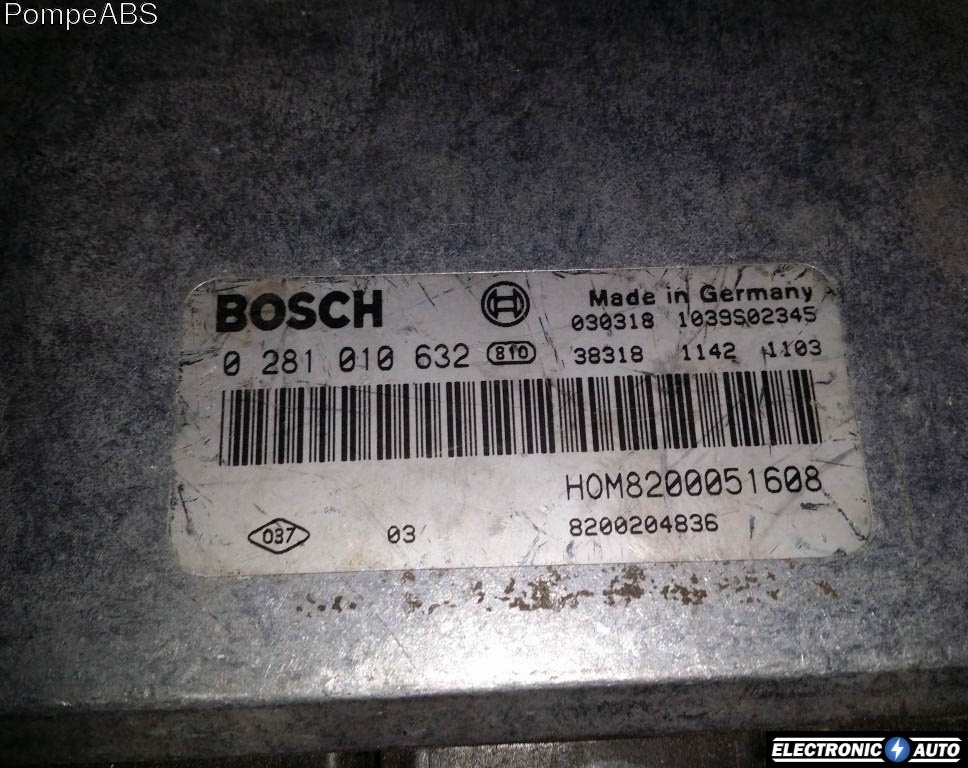 PompeABS
BOSCH
Made in Germany
030318 1039S02345
0 281 010 632 810 38318 1142 1103
HOM8200051608
037 03 8200204836
ELECTRONIC AUTO